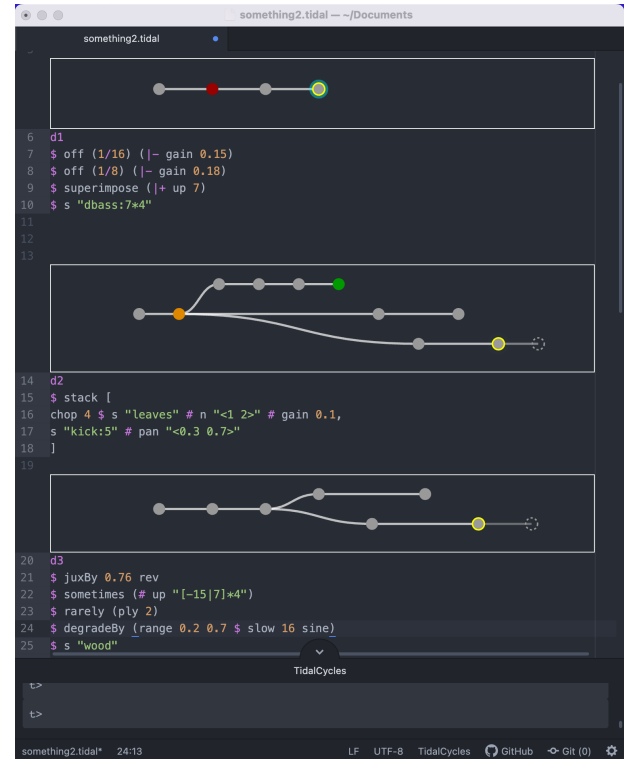 something2.tidal — ~/Documents
something2.tidal
6 d1
7 $ off (1/16) (|- gain 0.15)
8 $ off (1/8) (|- gain 0.18)
9 $ superimpose (|+ up 7)
10 $ s "dbass:7*4"
11
12
13
14 d2
15 $ stack [
16 chop 4 $ s "leaves" # n "<1 2>" # gain 0.1,
17 s "kick:5" # pan "<0.3 0.7>"
18 ]
19
20 d3
21 $ juxBy 0.76 rev
22 $ sometimes (# up "[-15|7]*4")
23 $ rarely (ply 2)
24 $ degradeBy (range 0.2 0.7 $ slow 16 sine)
25 $ s "wood"
TidalCycles
t>
t>
something2.tidal* 24:13 LF UTF-8 TidalCycles GitHub Git (0)